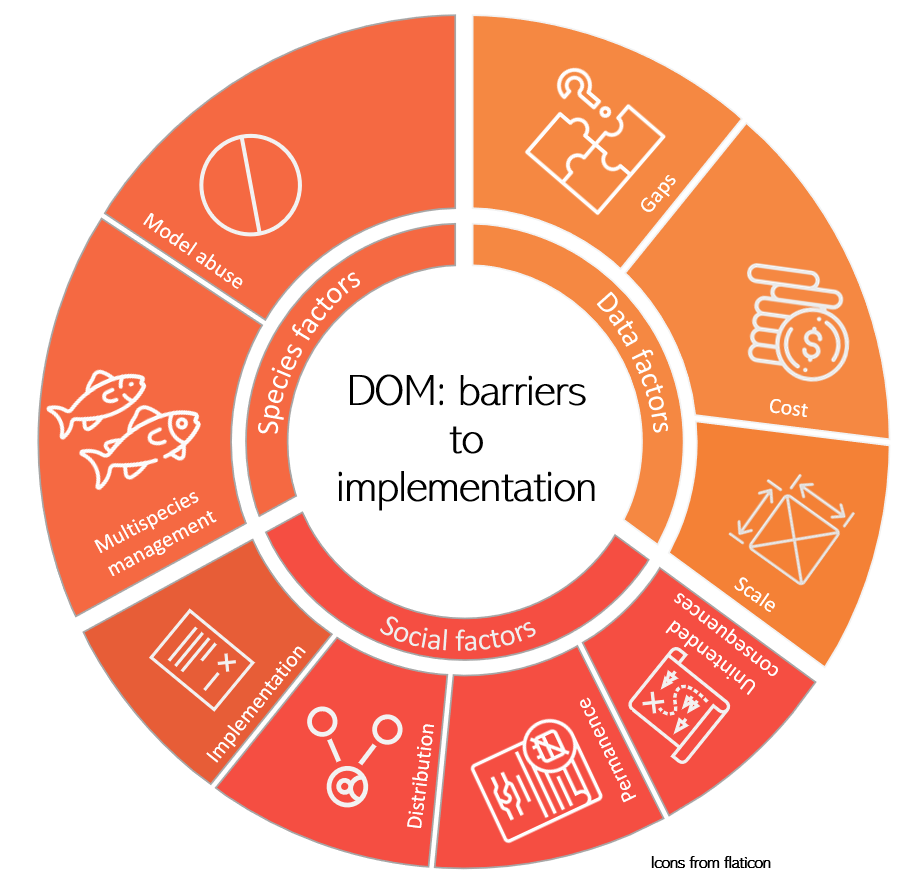 DOM: barriers
to
implementation
Data factors
Gaps
Cost
Scale
Social factors
Unintended
consequences
Permanence
Distribution
Implementation
Species factors
Multispecies
management
Model abuse
Icons from flaticon